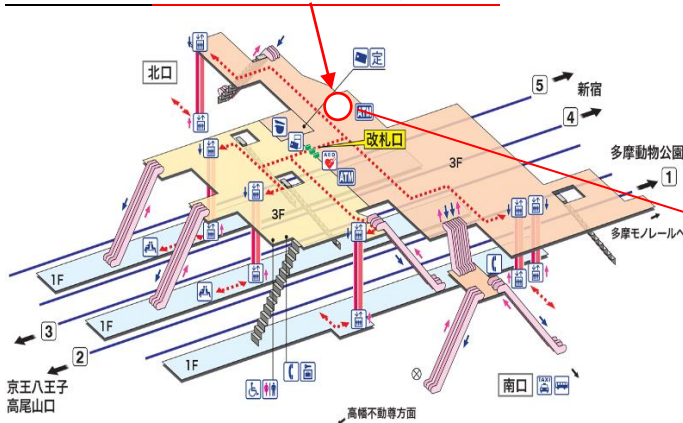 北口
定
5
新宿
4
ATM
改札口
AED
ATM
3F
多摩動物公園
1
多摩モノレールへ
3F
1F
1F
1F
3
2
京王八王子
高尾山口
南口
TAXI
高幡不動尊方面